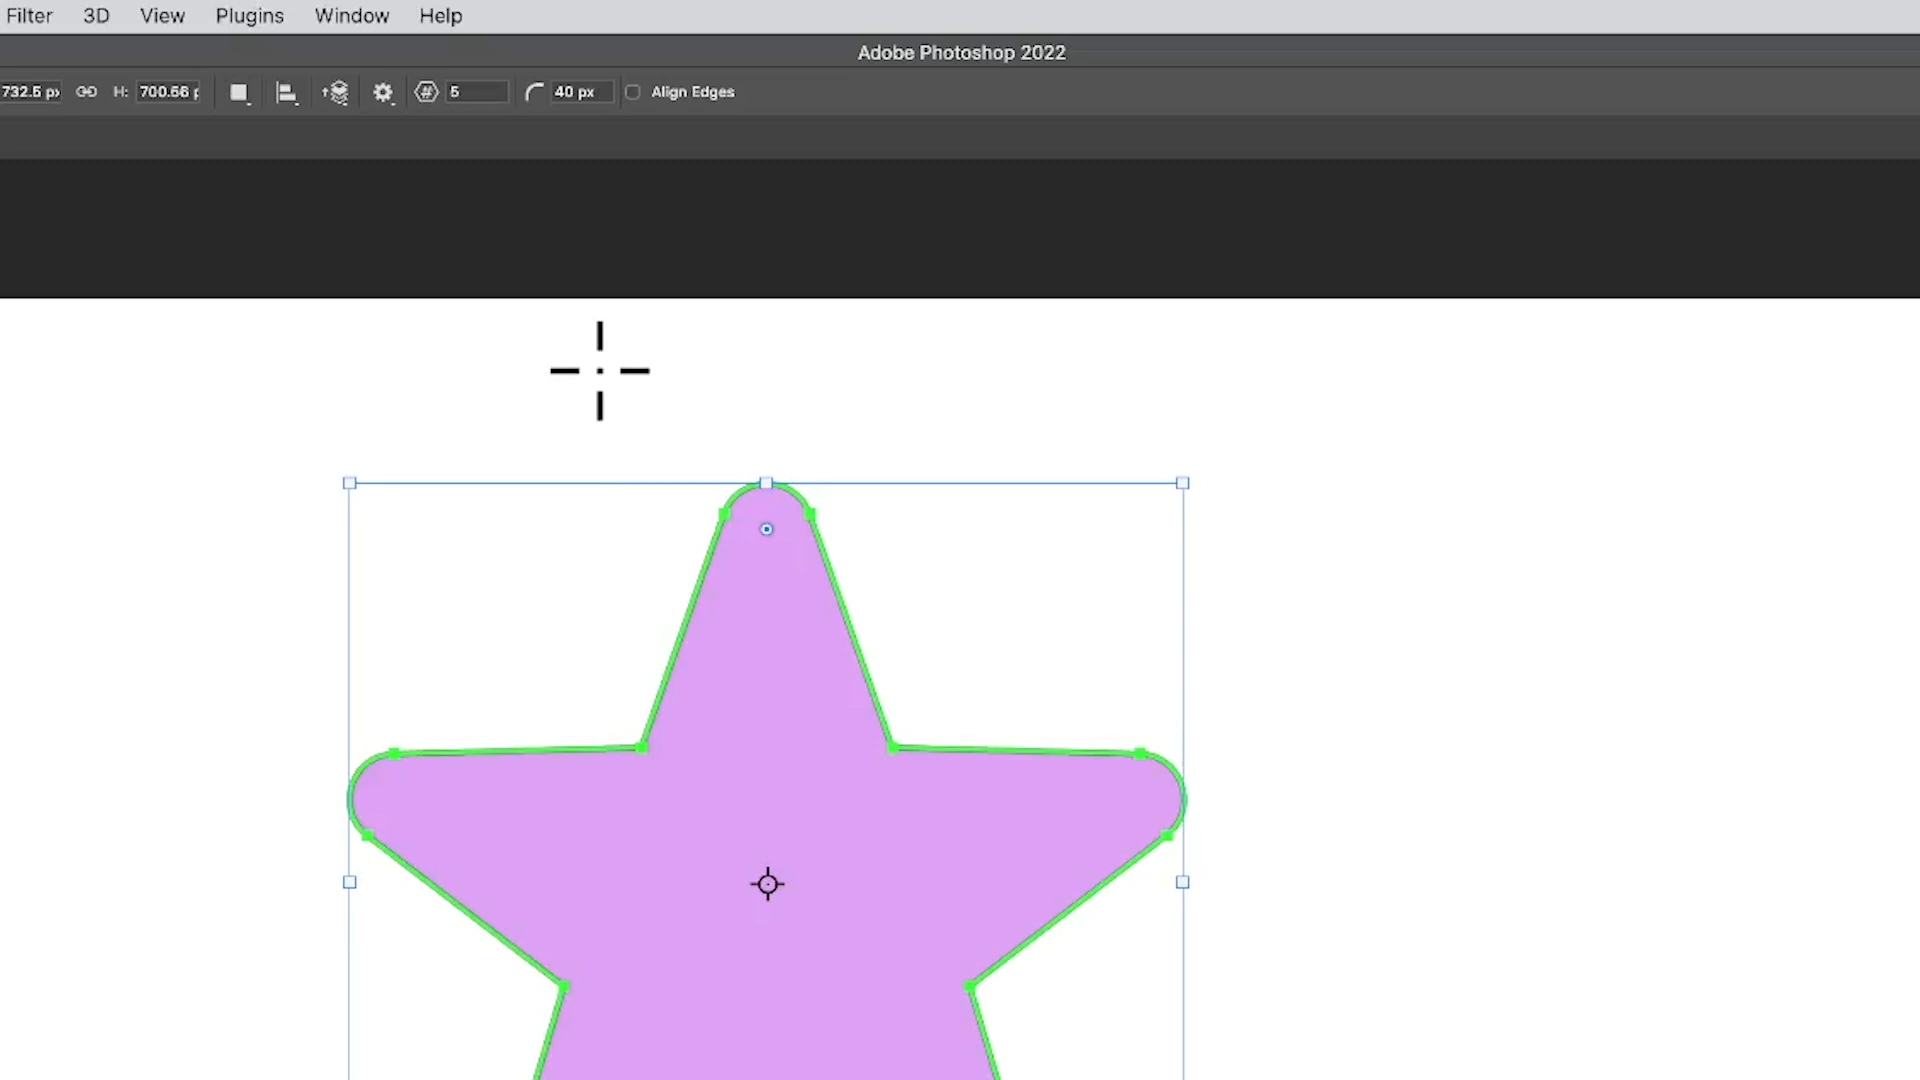 Filter 3D View Plugins Window Help
Adobe Photoshop 2022
732.5 px H: 700.56 p # 5 40 px Align Edges